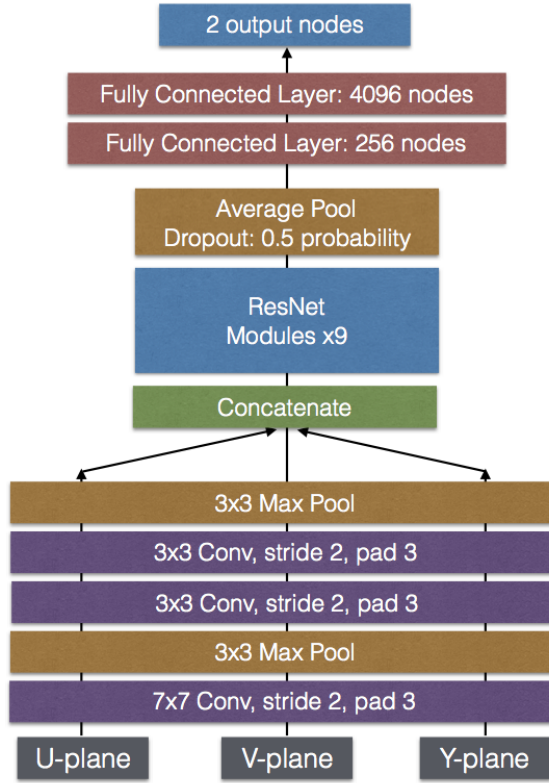 2 output nodes
Fully Connected Layer: 4096 nodes
Fully Connected Layer: 256 nodes
Average Pool
Dropout: 0.5 probability
ResNet
Modules x9
Concatenate
3x3 Max Pool
3x3 Conv, stride 2, pad 3
3x3 Conv, stride 2, pad 3
3x3 Max Pool
7x7 Conv, stride 2, pad 3
U-plane
V-plane
Y-plane